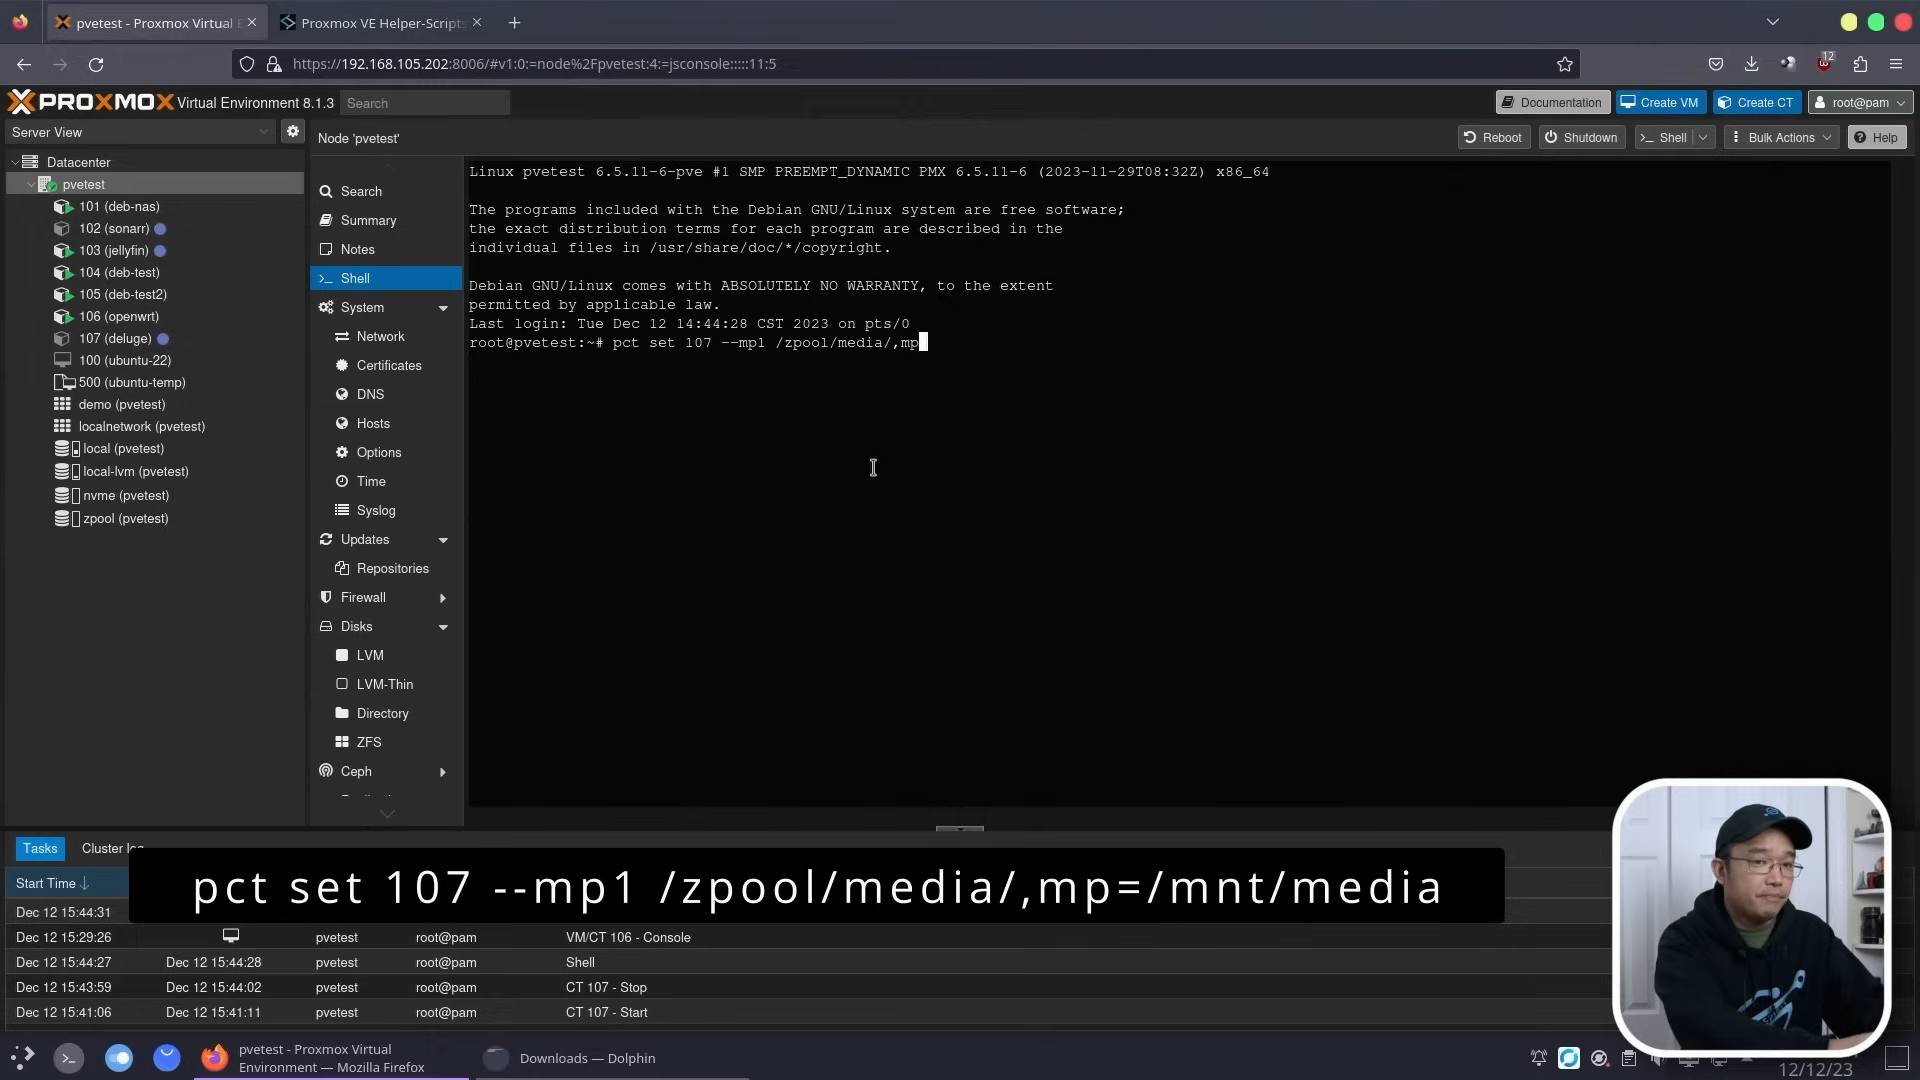 pvetest - Proxmox Virtual E
Proxmox VE Helper-Scripts
https://192.168.105.202:8006/#v1:0:=node%2Fpvetest:4:=jsconsole:::::11:5
12
PROXMOX Virtual Environment 8.1.3
Search
Documentation
Create VM
Create CT
root@pam
Server View
Node 'pvetest'
Reboot
Shutdown
Shell
Bulk Actions
Help
Datacenter
pvetest
101 (deb-nas)
102 (sonarr)
103 (jellyfin)
104 (deb-test)
105 (deb-test2)
106 (openwrt)
107 (deluge)
100 (ubuntu-22)
500 (ubuntu-temp)
demo (pvetest)
localnetwork (pvetest)
local (pvetest)
local-lvm (pvetest)
nvme (pvetest)
zpool (pvetest)
Search
Summary
Notes
Shell
System
Network
Certificates
DNS
Hosts
Options
Time
Syslog
Updates
Repositories
Firewall
Disks
LVM
LVM-Thin
Directory
ZFS
Ceph
Linux pvetest 6.5.11-6-pve #1 SMP PREEMPT_DYNAMIC PMX 6.5.11-6 (2023-11-29T08:32Z) x86_64
The programs included with the Debian GNU/Linux system are free software;
the exact distribution terms for each program are described in the
individual files in /usr/share/doc/*/copyright.
Debian GNU/Linux comes with ABSOLUTELY NO WARRANTY, to the extent
permitted by applicable law.
Last login: Tue Dec 12 14:44:28 CST 2023 on pts/0
root@pvetest:~# pct set 107 --mp1 /zpool/media/,mp
Tasks
Cluster log
Start Time
pct set 107 --mp1 /zpool/media/,mp=/mnt/media
Dec 12 15:44:31
Dec 12 15:29:26 pvetest root@pam VM/CT 106 - Console
Dec 12 15:44:27 Dec 12 15:44:28 pvetest root@pam Shell
Dec 12 15:43:59 Dec 12 15:44:02 pvetest root@pam CT 107 - Stop
Dec 12 15:41:06 Dec 12 15:41:11 pvetest root@pam CT 107 - Start
pvetest - Proxmox Virtual
Environment — Mozilla Firefox
Downloads — Dolphin
12/12/23